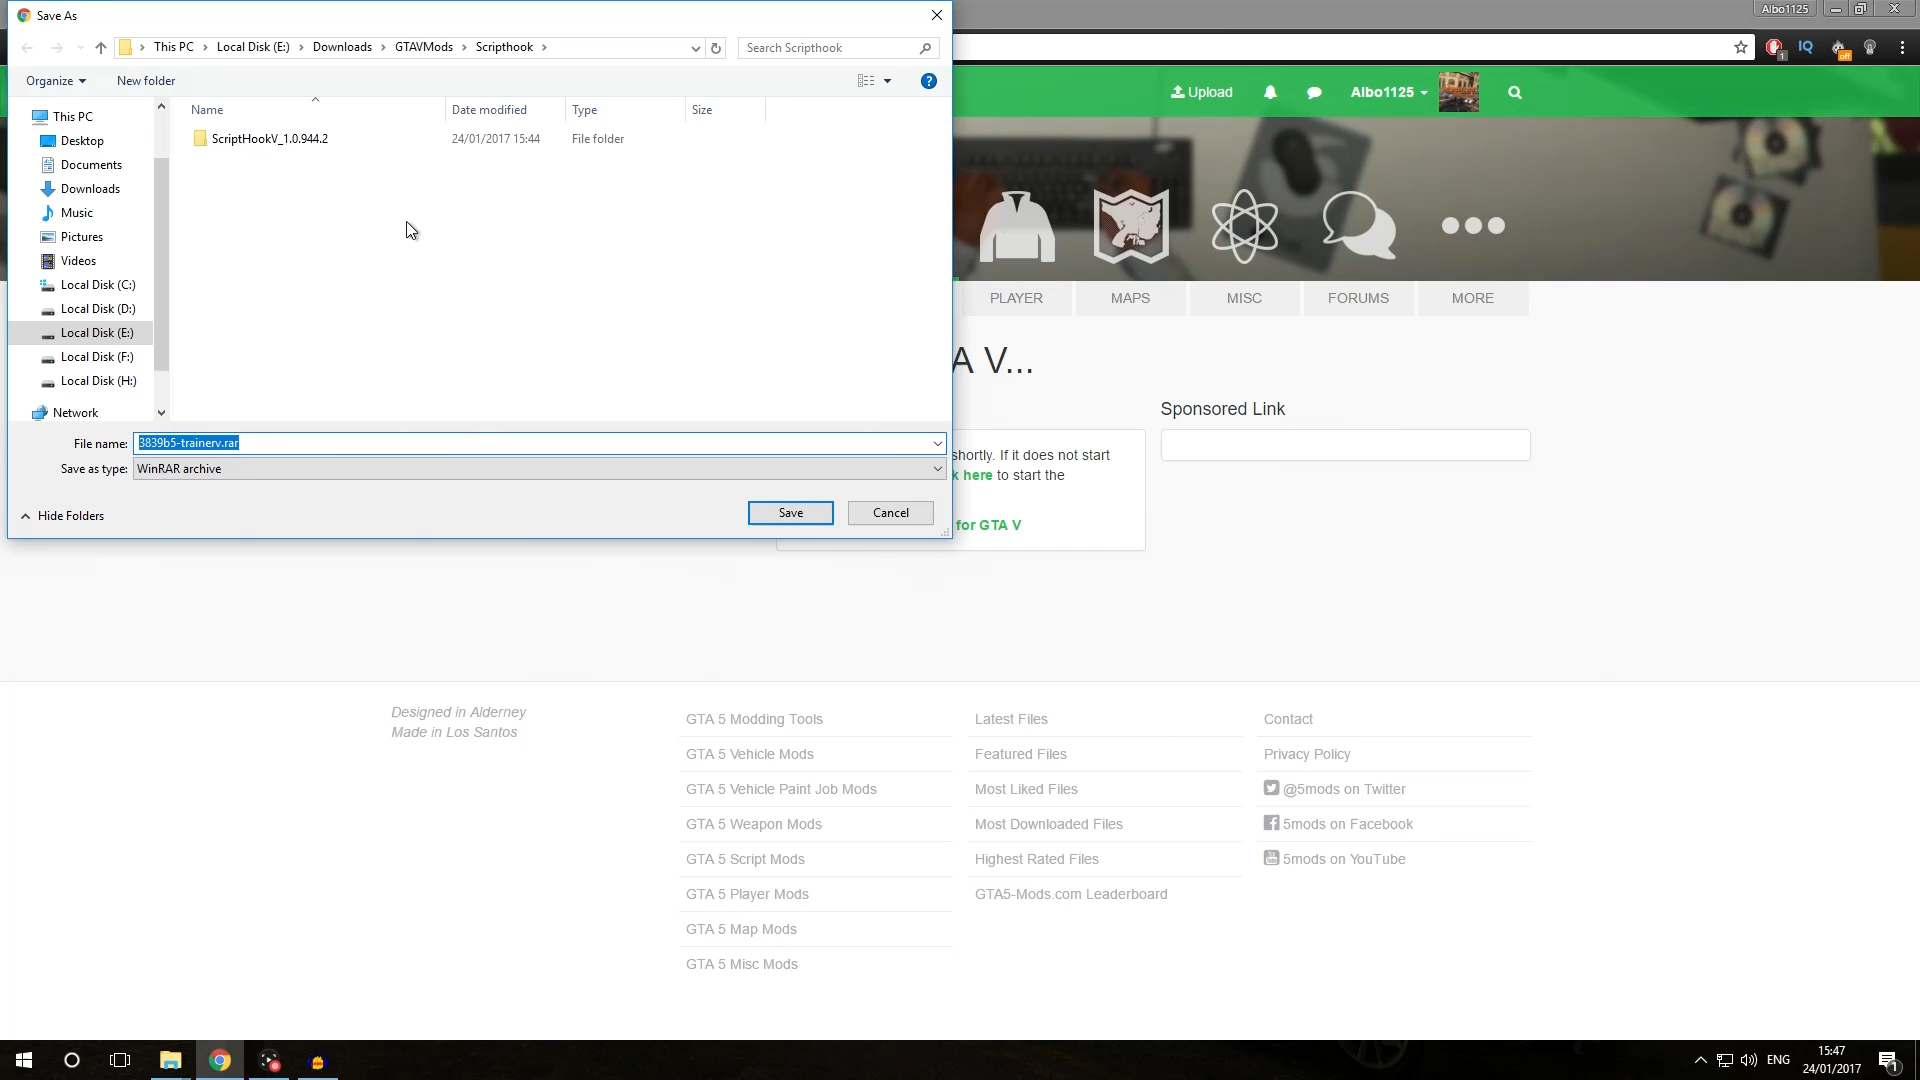 Save As
Albo1125
This PC
Local Disk (E:)
Downloads
GTAVMods
Scripthook
Search Scripthook
Organize
New folder
Name
Date modified
Type
Size
ScriptHookV_1.0.944.2
24/01/2017 15:44
File folder
This PC
Desktop
Documents
Downloads
Music
Pictures
Videos
Local Disk (C:)
Local Disk (D:)
Local Disk (E:)
Local Disk (F:)
Local Disk (H:)
Network
File name:
3839b5-trainerv.rar
Save as type:
WinRAR archive
Hide Folders
Save
Cancel
IQ
1
off
Upload
Albo1125
PLAYER
MAPS
MISC
FORUMS
MORE
A V...
Sponsored Link
shortly. If it does not start
k here to start the
for GTA V
Designed in Alderney
Made in Los Santos
GTA 5 Modding Tools
GTA 5 Vehicle Mods
GTA 5 Vehicle Paint Job Mods
GTA 5 Weapon Mods
GTA 5 Script Mods
GTA 5 Player Mods
GTA 5 Map Mods
GTA 5 Misc Mods
Latest Files
Featured Files
Most Liked Files
Most Downloaded Files
Highest Rated Files
GTA5-Mods.com Leaderboard
Contact
Privacy Policy
@5mods on Twitter
5mods on Facebook
5mods on YouTube
ENG
15:47
24/01/2017
1